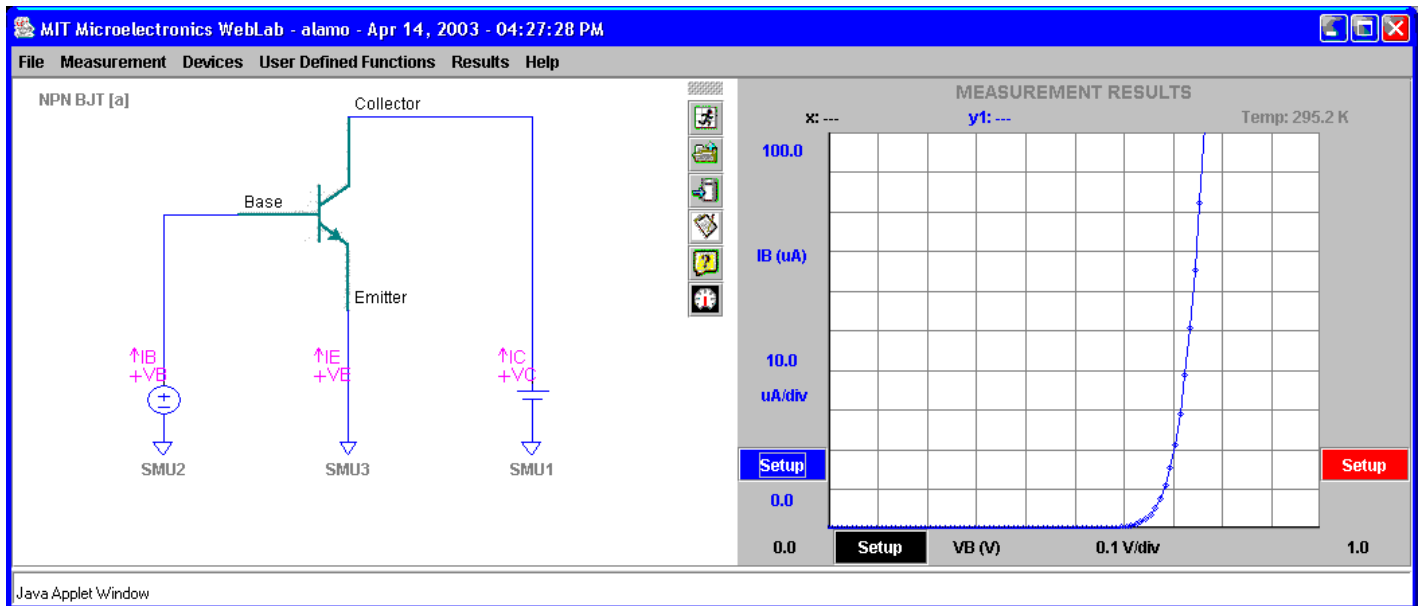 MIT Microelectronics WebLab - alamo - Apr 14, 2003 - 04:27:28 PM
File Measurement Devices User Defined Functions Results Help
NPN BJT [a]
Collector
Base
Emitter
↑IB
+VB
↑IE
+VE
↑IC
+VC
SMU2
SMU3
SMU1
MEASUREMENT RESULTS
x: --- y1: --- Temp: 295.2 K
100.0
IB (uA)
10.0
uA/div
Setup
0.0
Setup
0.0 Setup VB (V) 0.1 V/div 1.0
Java Applet Window